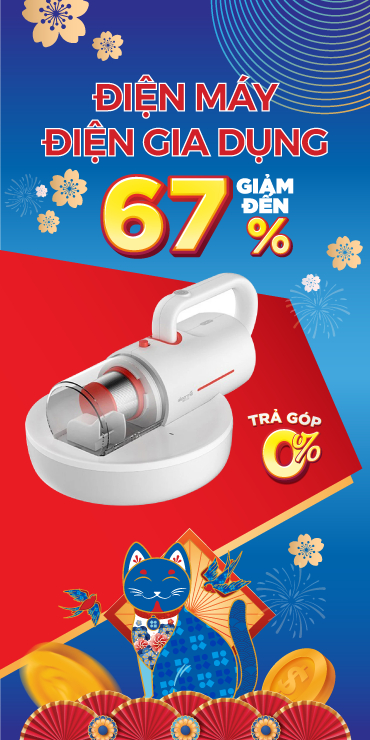 ĐIỆN MÁY
ĐIỆN GIA DỤNG
67%
GIẢM
ĐẾN
TRẢ GÓP
0%